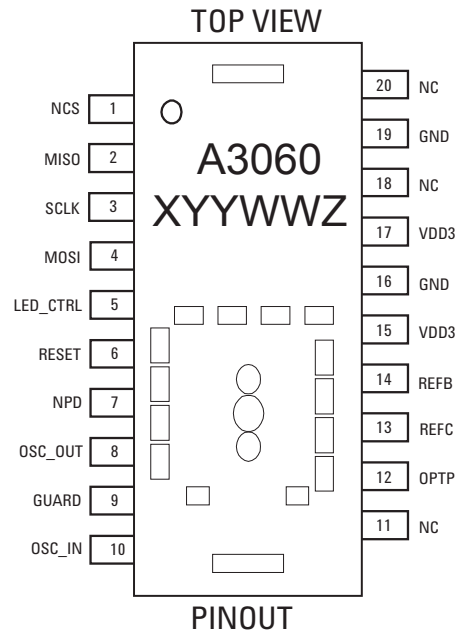 TOP VIEW
NCS 1
MISO 2
SCLK 3
MOSI 4
LED_CTRL 5
RESET 6
NPD 7
OSC_OUT 8
GUARD 9
OSC_IN 10
A3060
XYYWWZ
20 NC
19 GND
18 NC
17 VDD3
16 GND
15 VDD3
14 REFB
13 REFC
12 OPTP
11 NC
PINOUT